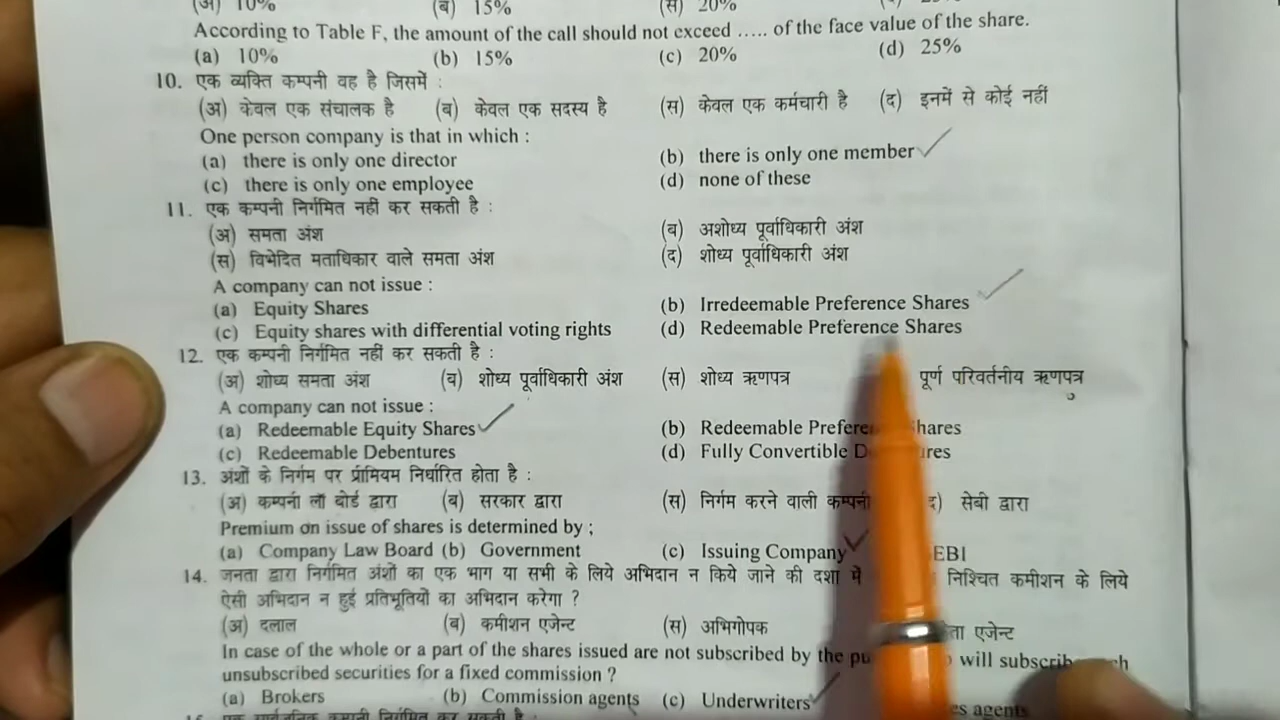 (अ) 10% (ब) 15% (स) 20%
According to Table F, the amount of the call should not exceed ..... of the face value of the share.
(a) 10% (b) 15% (c) 20% (d) 25%
10. एक व्यक्ति कम्पनी वह है जिसमें :
(अ) केवल एक संचालक है (ब) केवल एक सदस्य है (स) केवल एक कर्मचारी है (द) इनमें से कोई नहीं
One person company is that in which :
(a) there is only one director (b) there is only one member
(c) there is only one employee (d) none of these
11. एक कम्पनी निर्गमित नहीं कर सकती है :
(अ) समता अंश (ब) अशोध्य पूर्वाधिकारी अंश
(स) विभेदित मताधिकार वाले समता अंश (द) शोध्य पूर्वाधिकारी अंश
A company can not issue :
(a) Equity Shares (b) Irredeemable Preference Shares
(c) Equity shares with differential voting rights (d) Redeemable Preference Shares
12. एक कम्पनी निर्गमित नहीं कर सकती है :
(अ) शोध्य समता अंश (ब) शोध्य पूर्वाधिकारी अंश (स) शोध्य ऋणपत्र पूर्ण परिवर्तनीय ऋणपत्र
A company can not issue :
(a) Redeemable Equity Shares (b) Redeemable
(c) Redeemable Debentures (d) Fully Convertible
13. अंशों के निर्गम पर प्रीमियम निर्धारित होता है :
(अ) कम्पनी लॉ बोर्ड द्वारा (ब) सरकार द्वारा (स) निर्गम करने वाली कम्पनी द) सेबी द्वारा
Premium on issue of shares is determined by ;
(a) Company Law Board (b) Government (c) Issuing Company EBI
14. जनता द्वारा निर्गमित अंशों का एक भाग या सभी के लिये अभिदान न किये जाने की दशा में निश्चित कमीशन के लिये
ऐसी अभिदान न हुई प्रतिभूतियों का अभिदान करेगा ?
(अ) दलाल (ब) कमीशन एजेन्ट (स) अभिगोपक एजेन्ट
In case of the whole or a part of the shares issued are not subscribed by the will
unsubscribed securities for a fixed commission ?
(a) Brokers (b) Commission agents (c) Underwriters agents
एक सार्वजनिक कम्पनी निर्गमित कर सकती है :